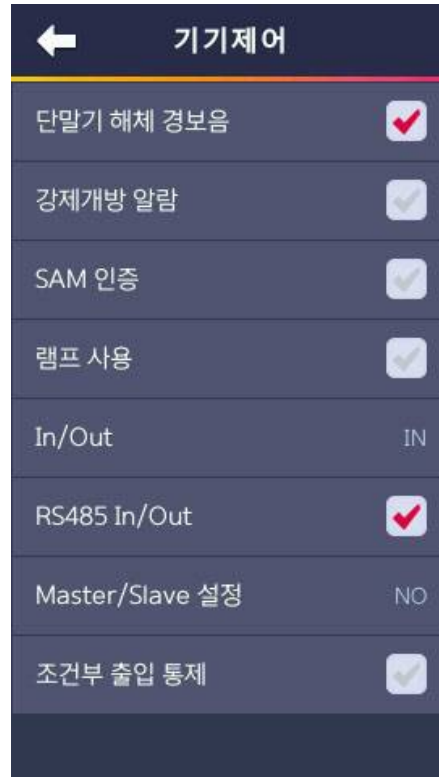 기기제어
단말기 해체 경보음
강제개방 알람
SAM 인증
램프 사용
In/Out IN
RS485 In/Out
Master/Slave 설정 NO
조건부 출입 통제